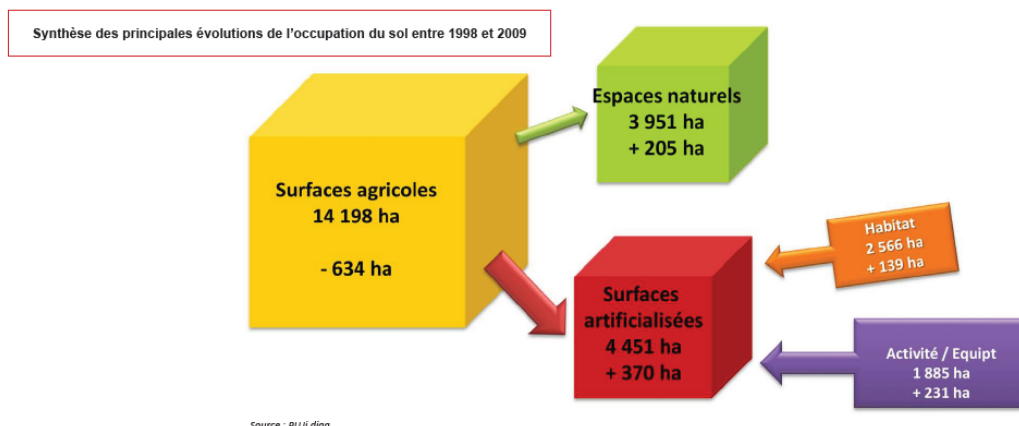 Synthèse des principales évolutions de l'occupation du sol entre 1998 et 2009
Espaces naturels
3 951 ha
+ 205 ha
Surfaces agricoles
14 198 ha
- 634 ha
Habitat
2 566 ha
+ 139 ha
Surfaces
artificialisées
4 451 ha
+ 370 ha
Activité / Equipt
1 885 ha
+ 231 ha
Source :